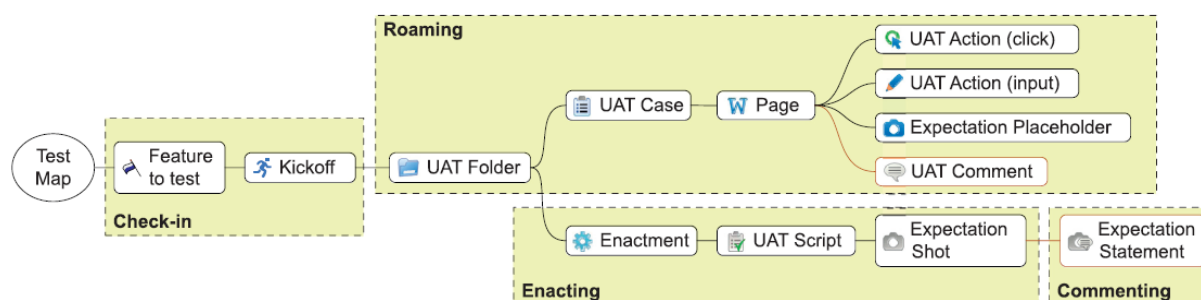 Roaming
UAT Action (click)
UAT Action (input)
UAT Case
Page
Expectation Placeholder
Test
Map
Feature
to test
Kickoff
UAT Folder
UAT Comment
Check-in
Enactment
UAT Script
Expectation
Shot
Expectation
Statement
Enacting
Commenting